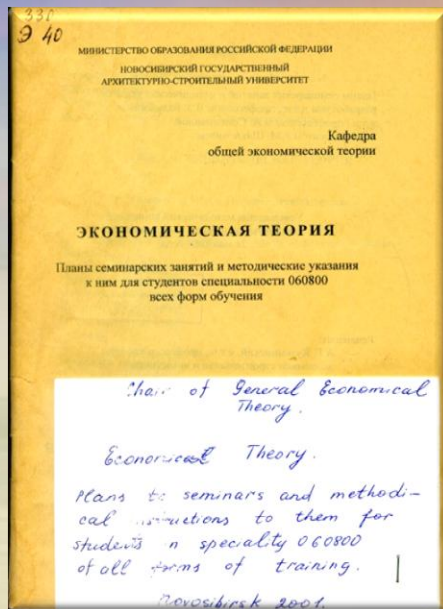 330
Э 40
МИНИСТЕРСТВО ОБРАЗОВАНИЯ РОССИЙСКОЙ ФЕДЕРАЦИИ
НОВОСИБИРСКИЙ ГОСУДАРСТВЕННЫЙ
АРХИТЕКТУРНО-СТРОИТЕЛЬНЫЙ УНИВЕРСИТЕТ
Кафедра
общей экономической теории
ЭКОНОМИЧЕСКАЯ ТЕОРИЯ
Планы семинарских занятий и методические указания
к ним для студентов специальности 060800
всех форм обучения
Chair of General Economical
Theory.
Economical Theory.
Plans to seminars and methodi-
cal instructions to them for
students in speciality 060800
of all forms of training.
Novosibirsk 2001.